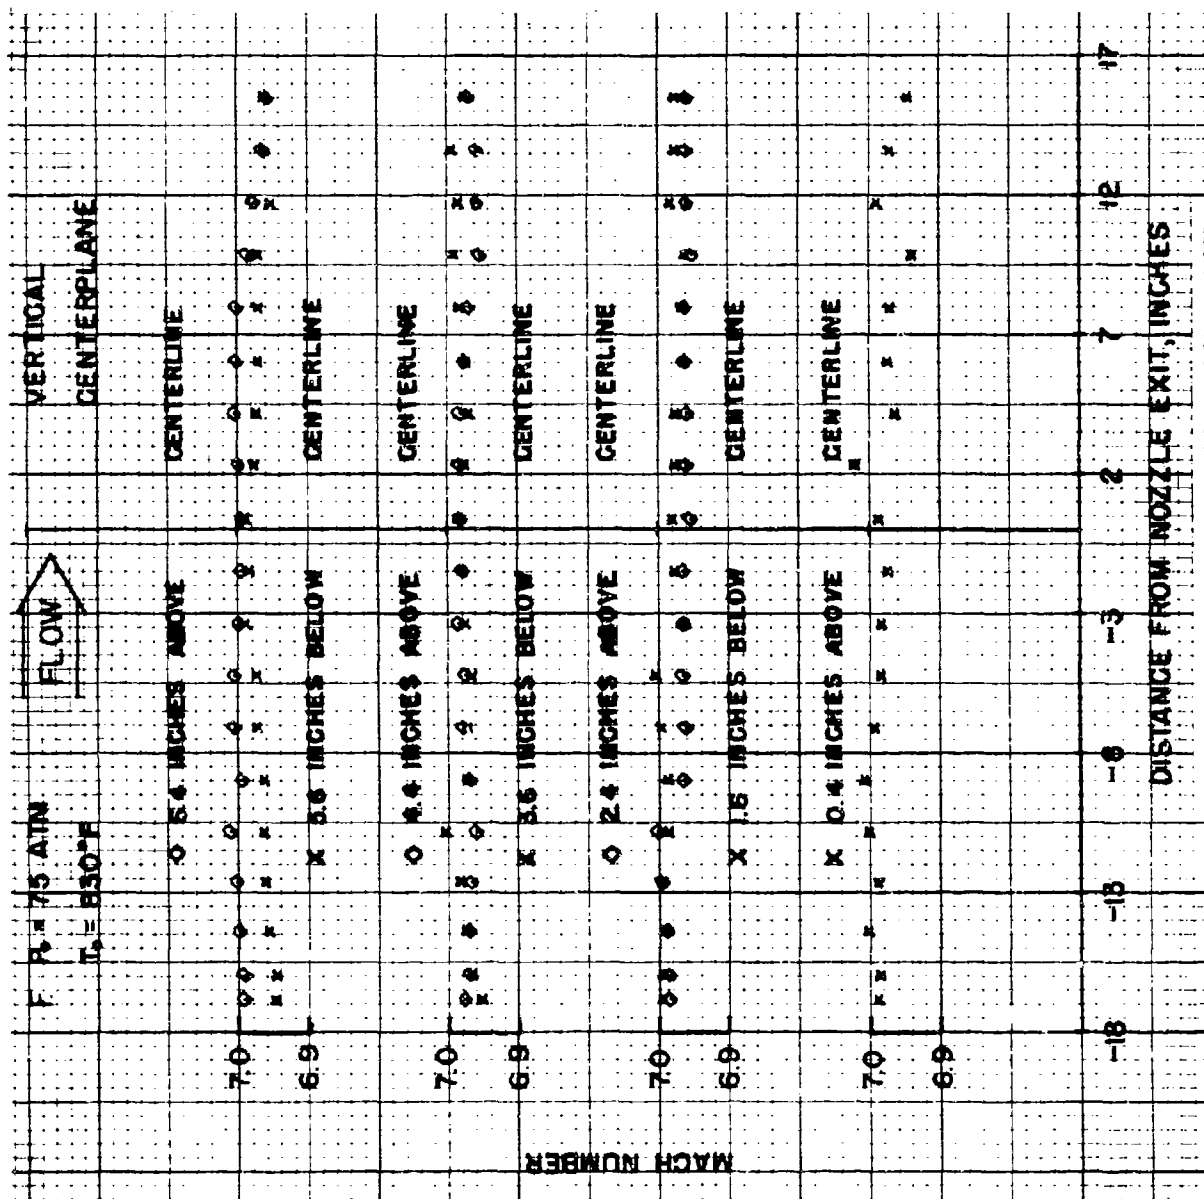 F P₀ = 75 ATM
T₀ = 830°F
FLOW
VERTICAL
CENTERPLANE
O 5.4 INCHES ABOVE CENTERLINE
7.0
6.9
X 5.6 INCHES BELOW CENTERLINE
O 4.4 INCHES ABOVE CENTERLINE
7.0
6.9
X 3.6 INCHES BELOW CENTERLINE
O 2.4 INCHES ABOVE CENTERLINE
7.0
6.9
X 1.6 INCHES BELOW CENTERLINE
X 0.4 INCHES ABOVE CENTERLINE
7.0
6.9
MACH NUMBER
-18 -13 -8 -3 2 7 12 17
DISTANCE FROM NOZZLE EXIT, INCHES